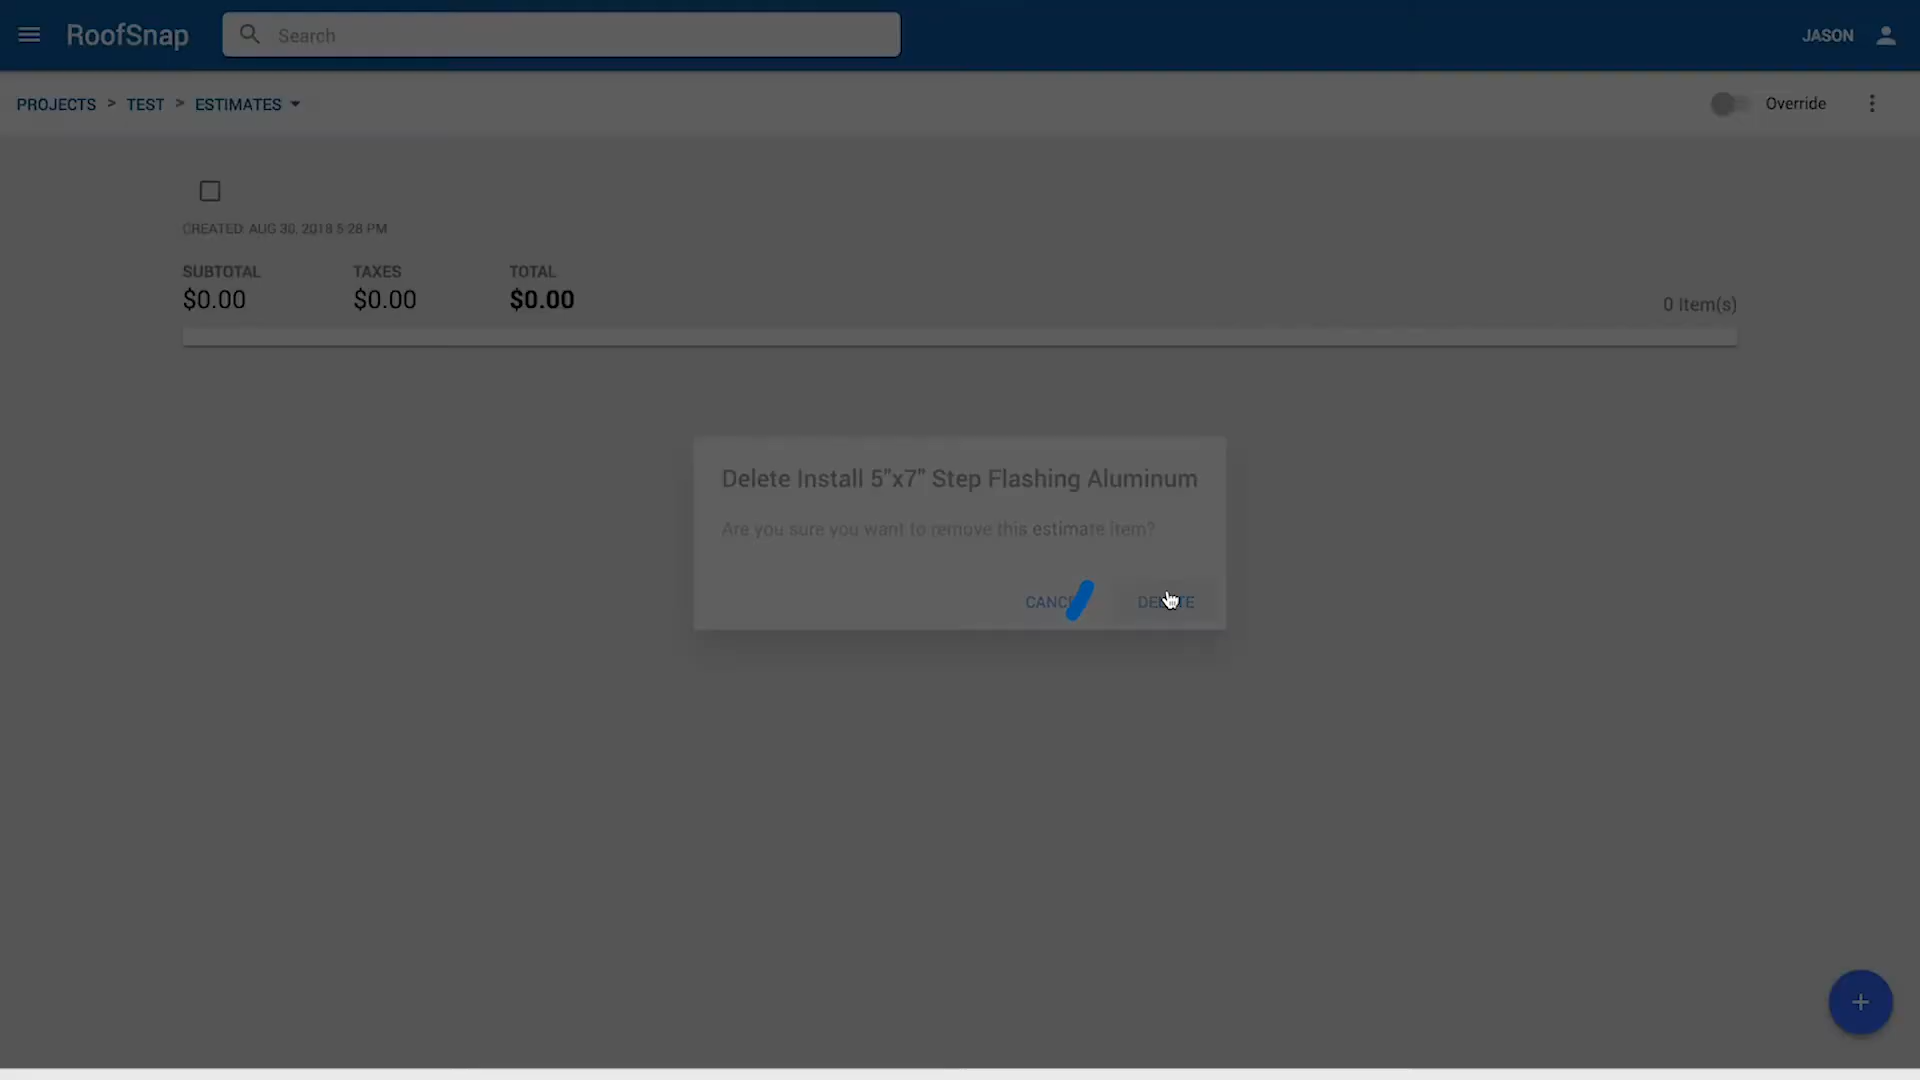 RoofSnap
Search
JASON
PROJECTS > TEST > ESTIMATES
Override
CREATED: AUG 30, 2018 5:28 PM
SUBTOTAL TAXES TOTAL
$0.00 $0.00 $0.00
0 Item(s)
Delete Install 5"x7" Step Flashing Aluminum
Are you sure you want to remove this estimate item?
CANCEL DELETE